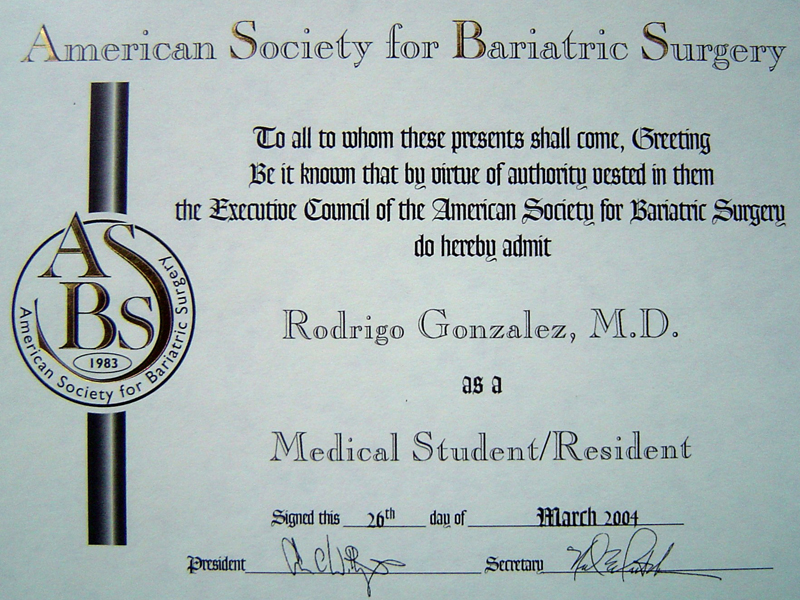 American Society for Bariatric Surgery
To all to whom these presents shall come, Greeting
Be it known that by virtue of authority vested in them
the Executive Council of the American Society for Bariatric Surgery
do hereby admit
ASBS
1983
American Society for Bariatric Surgery
Rodrigo Gonzalez, M.D.
as a
Medical Student/Resident
Signed this 26th day of March 2004
President Secretary